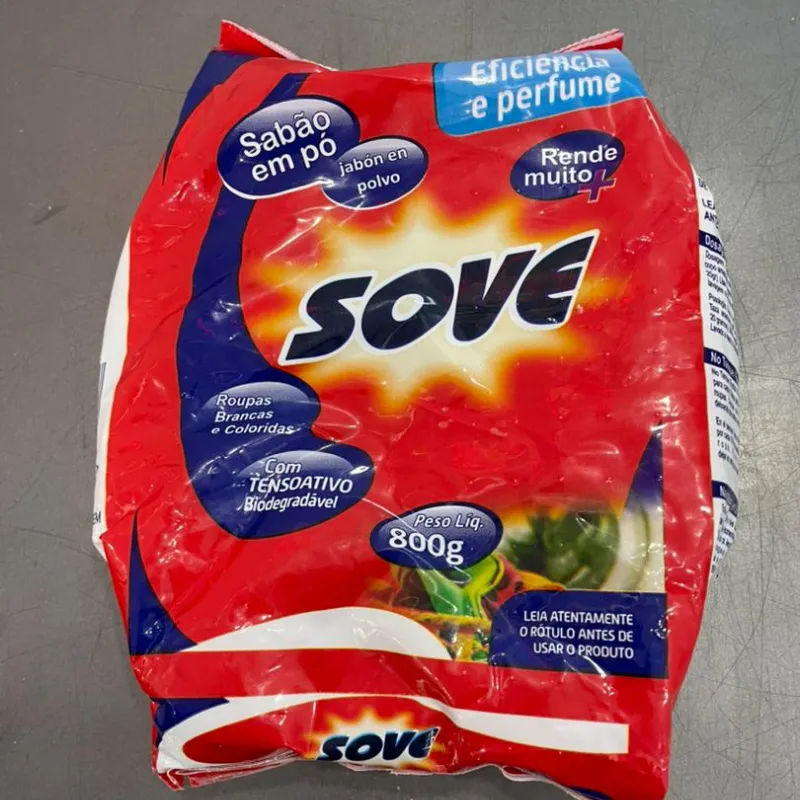 Eficiência
e perfume
Sabão
em pó
jabón en
polvo
Rende
muito+
SOVE
Roupas
Brancas
e Coloridas
Com
TENSOATIVO
Biodegradável
Peso Líq.
800g
LEIA ATENTAMENTE
O RÓTULO ANTES DE
USAR O PRODUTO
SOVE